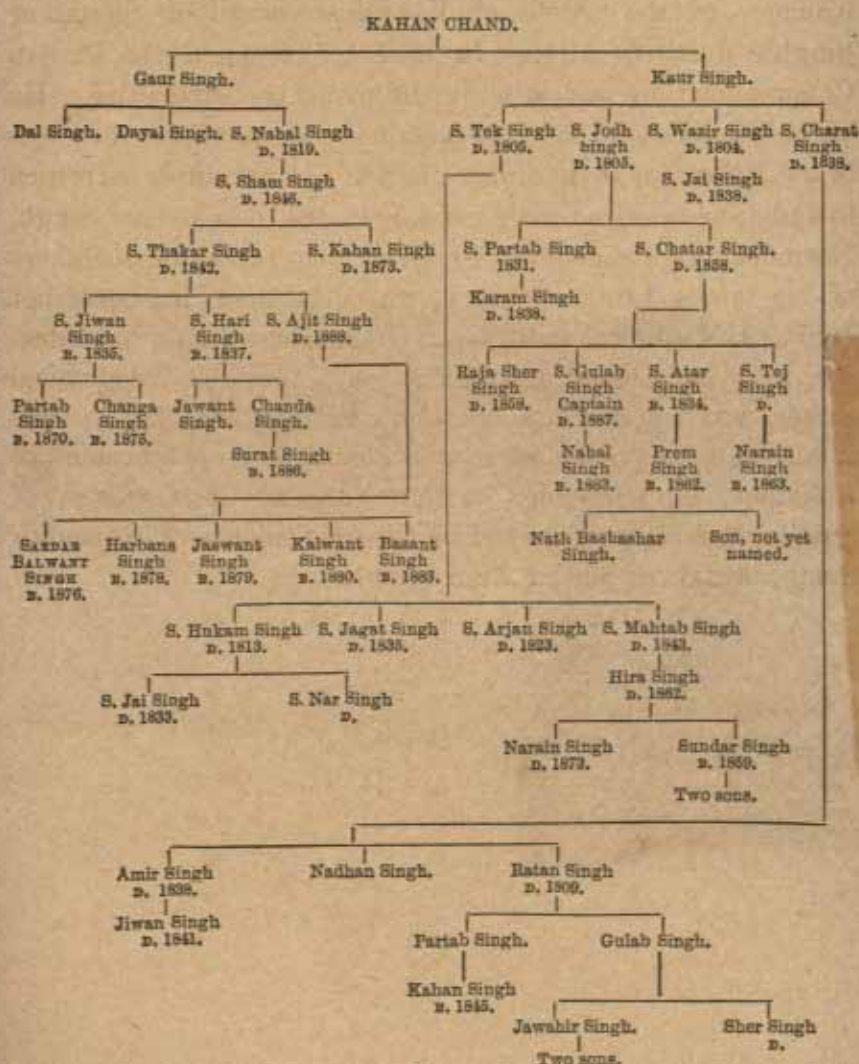 KAHAN CHAND.
Gaur Singh. Kaur Singh.
Dal Singh. Dayal Singh. S. Nahal Singh S. Tek Singh S. Jodh S. Wazir Singh S. Charat
D. 1819. D. 1805. Singh D. 1804. Singh
D. 1805. D. 1838.
S. Sham Singh S. Jai Singh
D. 1846. D. 1838.
S. Thakar Singh S. Kahan Singh S. Partab Singh S. Chatar Singh.
D. 1842. D. 1873. 1831. D. 1858.
Karam Singh
D. 1838.
S. Jiwan S. Hari S. Ajit Singh
Singh Singh D. 1888.
B. 1835. B. 1837.
Raja Sher S. Gulab S. Atar S. Tej
Singh Singh Singh Singh
D. 1858. Captain B. 1834. D.
D. 1887.
Partab Changa Jawant Chanda
Singh Singh Singh. Singh.
B. 1870. B. 1875.
Surat Singh
B. 1886.
Nahal Prem Narain
Singh Singh Singh
B. 1883. B. 1862. B. 1863.
Nath Bashashar Son, not yet
Singh. named.
SARDAR Harbans Jaswant Kalwant Basant
BALWANT Singh Singh Singh Singh
SINGH B. 1878. B. 1879. B. 1880. B. 1883.
B. 1876.
S. Hukam Singh S. Jagat Singh S. Arjan Singh S. Mahtab Singh
D. 1813. D. 1835. D. 1823. D. 1843.
Hira Singh
D. 1862.
S. Jai Singh S. Nar Singh
D. 1833. D.
Narain Singh Sundar Singh
D. 1873. B. 1859.
Two sons.
Amir Singh Nadhan Singh. Ratan Singh
D. 1838. D. 1809.
Jiwan Singh
D. 1841.
Partab Singh. Gulab Singh.
Kahan Singh
B. 1845.
Jawahir Singh. Sher Singh
D.
Two sons.